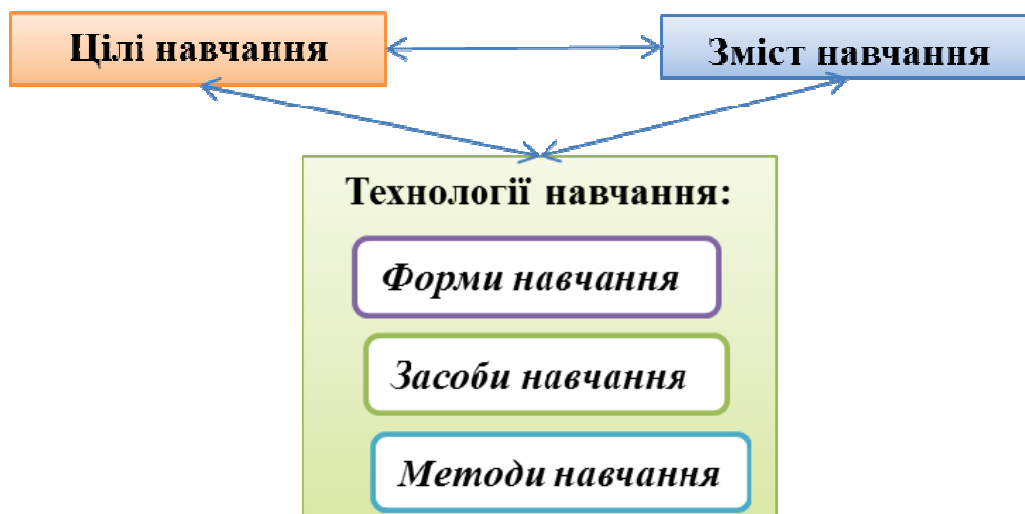 Цілі навчання
Зміст навчання
Технології навчання:
Форми навчання
Засоби навчання
Методи навчання